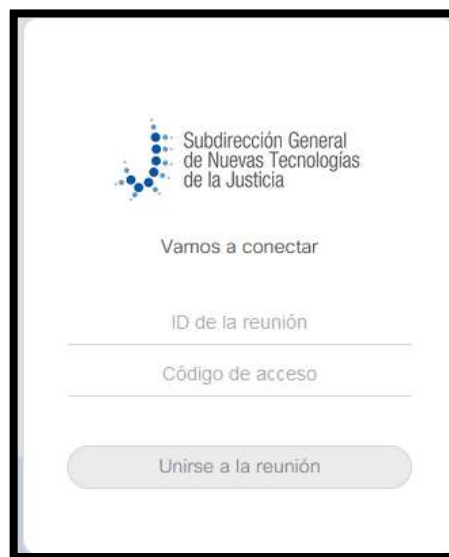 Subdirección General
de Nuevas Tecnologías
de la Justicia
Vamos a conectar
ID de la reunión
Código de acceso
Unirse a la reunión